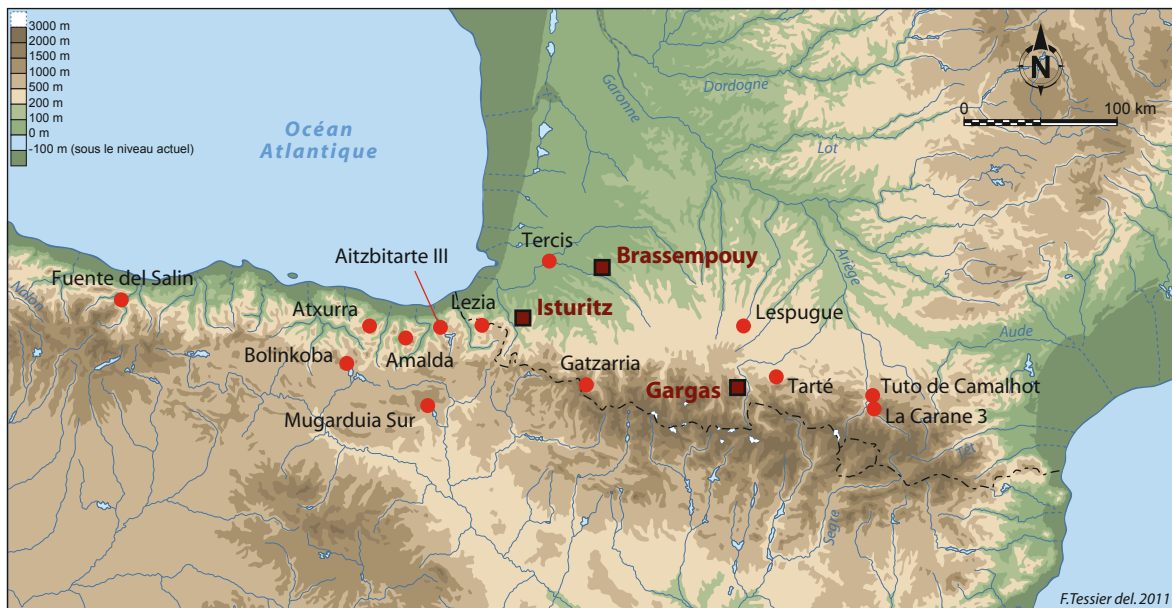 3000 m
2000 m
1500 m
1000 m
500 m
200 m
100 m
0 m
-100 m (sous le niveau actuel)
Océan
Atlantique
N
0
100 km
Garonne
Dordogne
Lot
Ariège
Aude
Têt
Segre
Tercis
Brassempouy
Aitzbitarte III
Fuente del Salin
Lezia
Isturitz
Atxurra
Lespugue
Bolinkoba
Amalda
Gatzarria
Gargas
Tarté
Tuto de Camalhot
La Carane 3
Mugarduia Sur
F.Tessier del. 2011